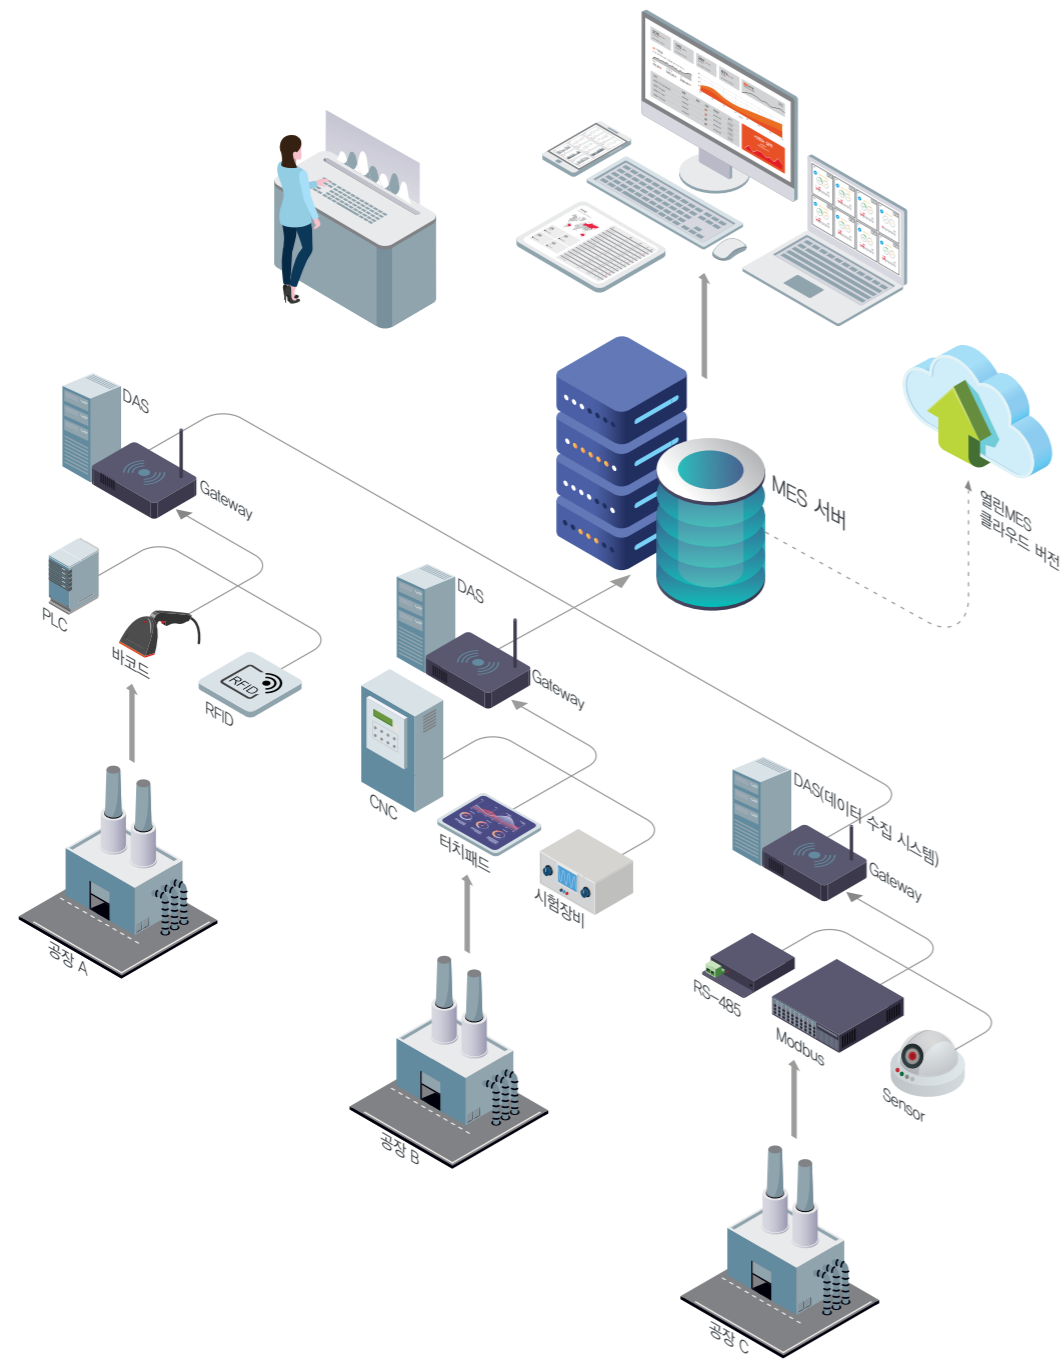 DAS
Gateway
MES 서버
열린MES
클라우드 버전
PLC
바코드
RFID
RFID
DAS
Gateway
CNC
터치패드
시험장비
DAS(데이터 수집 시스템)
Gateway
공장 A
RS-485
Modbus
Sensor
공장 B
공장 C